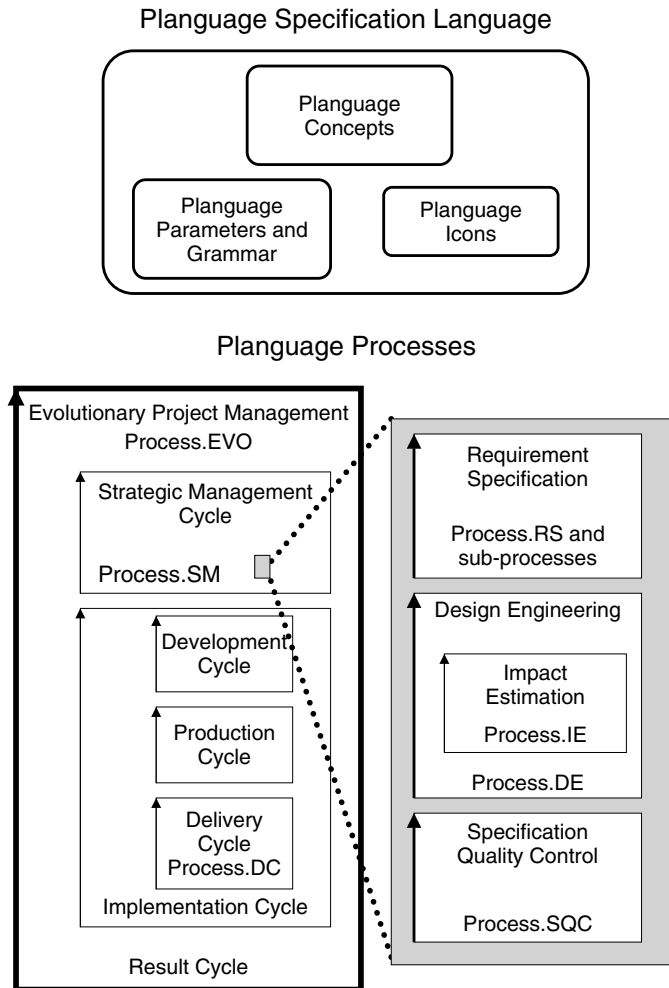 Planguage Specification Language
Planguage
Concepts
Planguage
Parameters and
Grammar
Planguage
Icons
Planguage Processes
Evolutionary Project Management
Process.EVO
Strategic Management
Cycle
Process.SM
Development
Cycle
Production
Cycle
Delivery
Cycle
Process.DC
Implementation Cycle
Result Cycle
Requirement
Specification
Process.RS and
sub-processes
Design Engineering
Impact
Estimation
Process.IE
Process.DE
Specification
Quality Control
Process.SQC